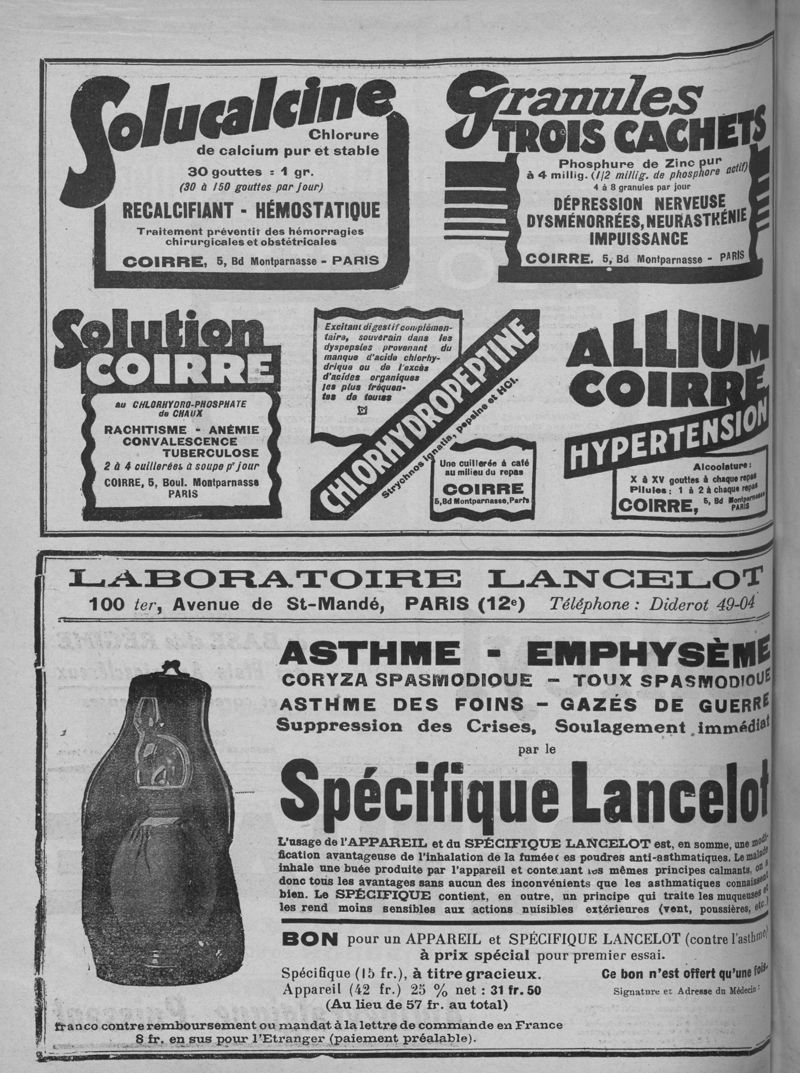 Solucalcine
Chlorure
de calcium pur et stable
30 gouttes = 1 gr.
(30 à 150 gouttes par jour)
RECALCIFIANT - HÉMOSTATIQUE
Traitement préventif des hémorragies
chirurgicales et obstétricales
COIRRE, 5, Bd Montparnasse - PARIS
Granules
TROIS CACHETS
Phosphure de Zinc pur
à 4 millig. (1/2 millig. de phosphore actif)
4 à 8 granules par jour
DÉPRESSION NERVEUSE
DYSMÉNORRÉES, NEURASTHÉNIE
IMPUISSANCE
COIRRE, 5, Bd Montparnasse - PARIS
Solution
COIRRE
au CHLORHYDRO-PHOSPHATE
de CHAUX
RACHITISME - ANÉMIE
CONVALESCENCE
TUBERCULOSE
2 à 4 cuillerées à soupe pr jour
COIRRE, 5, Boul. Montparnasse
PARIS
Excitant digestif complémen-
taire, souverain dans les
dyspepsies provenant du
manque d'acide chlorhy-
drique ou de l'excès
d'acides organiques
les plus fréquen-
tes de toutes
CHLORHYDROPEPTINE
Strychnos ignatia, pepsine et HCl.
Une cuillerée à café
au milieu du repas
COIRRE
5, Bd Montparnasse, Paris
ALLIUM
COIRRE
HYPERTENSION
Alcoolature:
X à XV gouttes à chaque repas
Pilules: 1 à 2 à chaque repas
COIRRE, 5, Bd Montparnasse
PARIS
LABORATOIRE LANCELOT
100 ter, Avenue de St-Mandé, PARIS (12e) Téléphone: Diderot 49-04
ASTHME - EMPHYSÈME
CORYZA SPASMODIQUE - TOUX SPASMODIQUE
ASTHME DES FOINS - GAZÉS DE GUERRE
Suppression des Crises, Soulagement immédiat
par le
Spécifique Lancelot
L'usage de l'APPAREIL et du SPÉCIFIQUE LANCELOT est, en somme, une modi-
fication avantageuse de l'inhalation de la fumée des poudres anti-asthmatiques. Le malade
inhale une buée produite par l'appareil et contenant les mêmes principes calmants, on a
donc tous les avantages sans aucun des inconvénients que les asthmatiques connaissent
bien. Le SPÉCIFIQUE contient, en outre, un principe qui traite les muqueuses et
les rend moins sensibles aux actions nuisibles extérieures (vent, poussières, etc.)
BON pour un APPAREIL et SPÉCIFIQUE LANCELOT (contre l'asthme)
à prix spécial pour premier essai.
Spécifique (15 fr.), à titre gracieux. Ce bon n'est offert qu'une fois.
Appareil (42 fr.) 25 % net : 31 fr. 50 Signature et Adresse du Médecin:
(Au lieu de 57 fr. au total)
franco contre remboursement ou mandat à la lettre de commande en France
8 fr. en sus pour l'Etranger (paiement préalable).